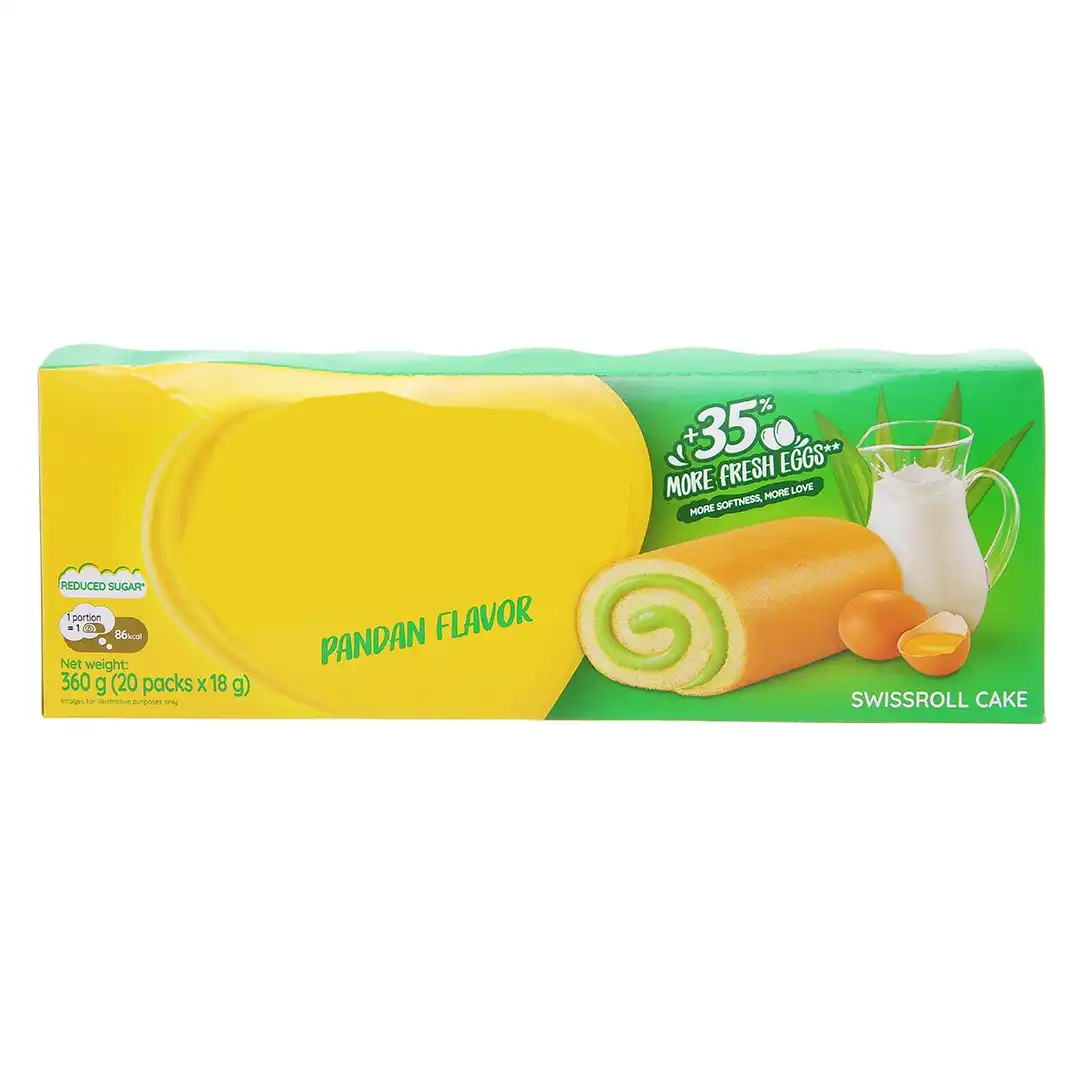 +35%
MORE FRESH EGGS**
MORE SOFTNESS, MORE LOVE
REDUCED SUGAR*
1 portion
= 1
86kcal
PANDAN FLAVOR
Net weight:
360 g (20 packs x 18 g)
Images for illustrative purposes only
SWISSROLL CAKE